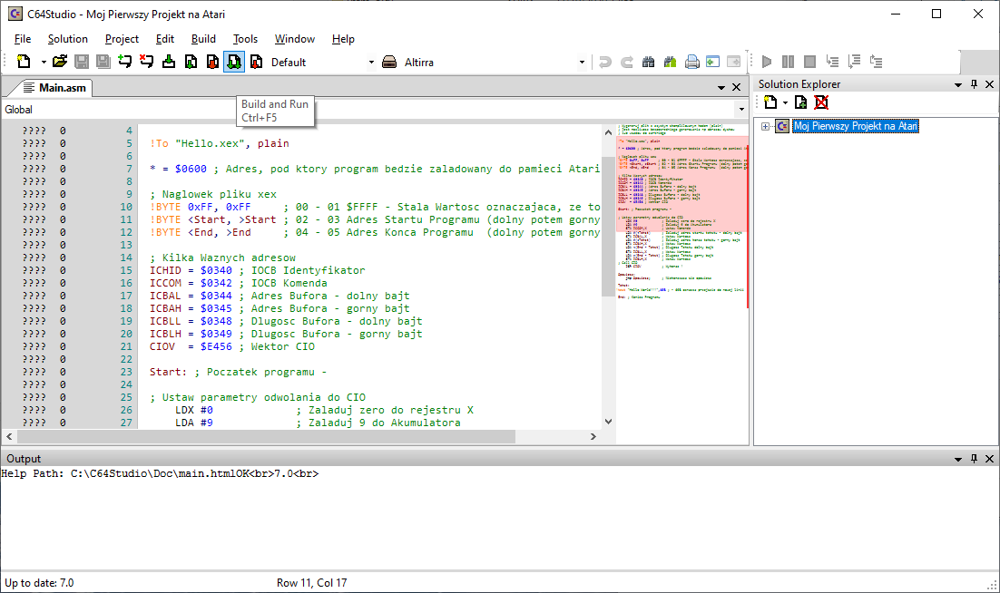 C64Studio - Moj Pierwszy Projekt na Atari
File Solution Project Edit Build Tools Window Help
Default Altirra
Main.asm
Solution Explorer
Global
Build and Run
Ctrl+F5
Moj Pierwszy Projekt na Atari
???? 0 4
???? 0 5 !To "Hello.xex", plain
???? 0 6
???? 0 7 * = $0600 ; Adres, pod ktory program bedzie zaladowany do pamieci Atari
???? 0 8
???? 0 9 ; Naglowek pliku xex
???? 0 10 !BYTE 0xFF, 0xFF ; 00 - 01 $FFFF - Stala Wartosc oznaczajaca, ze to
???? 0 11 !BYTE <Start, >Start ; 02 - 03 Adres Startu Programu (dolny potem gorny
???? 0 12 !BYTE <End, >End ; 04 - 05 Adres Konca Programu (dolny potem gorny
???? 0 13
???? 0 14 ; Kilka Waznych adresow
???? 0 15 ICHID = $0340 ; IOCB Identyfikator
???? 0 16 ICCOM = $0342 ; IOCB Komenda
???? 0 17 ICBAL = $0344 ; Adres Bufora - dolny bajt
???? 0 18 ICBAH = $0345 ; Adres Bufora - gorny bajt
???? 0 19 ICBLL = $0348 ; Dlugosc Bufora - dolny bajt
???? 0 20 ICBLH = $0349 ; Dlugosc Bufora - gorny bajt
???? 0 21 CIOV = $E456 ; Wektor CIO
???? 0 22
???? 0 23 Start: ; Poczatek programu -
???? 0 24
???? 0 25 ; Ustaw parametry odwolania do CIO
???? 0 26 LDX #0 ; Zaladuj zero do rejestru X
???? 0 27 LDA #9 ; Zaladuj 9 do Akumulatora
Output
Help Path: C:\C64Studio\Doc\main.htmlOK<br>7.0<br>
Up to date: 7.0 Row 11, Col 17